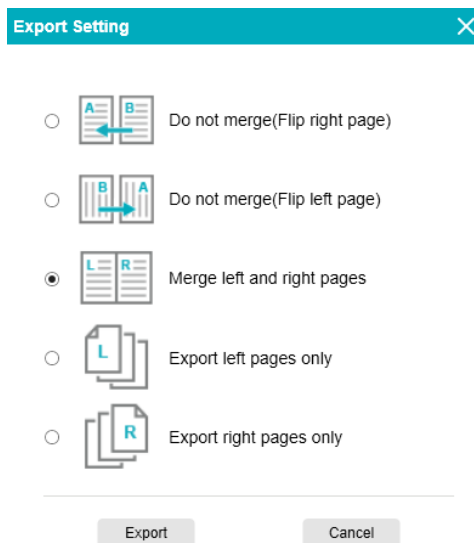 Export Setting
A B
Do not merge(Flip right page)
B A
Do not merge(Flip left page)
L R
Merge left and right pages
L
Export left pages only
R
Export right pages only
Export Cancel